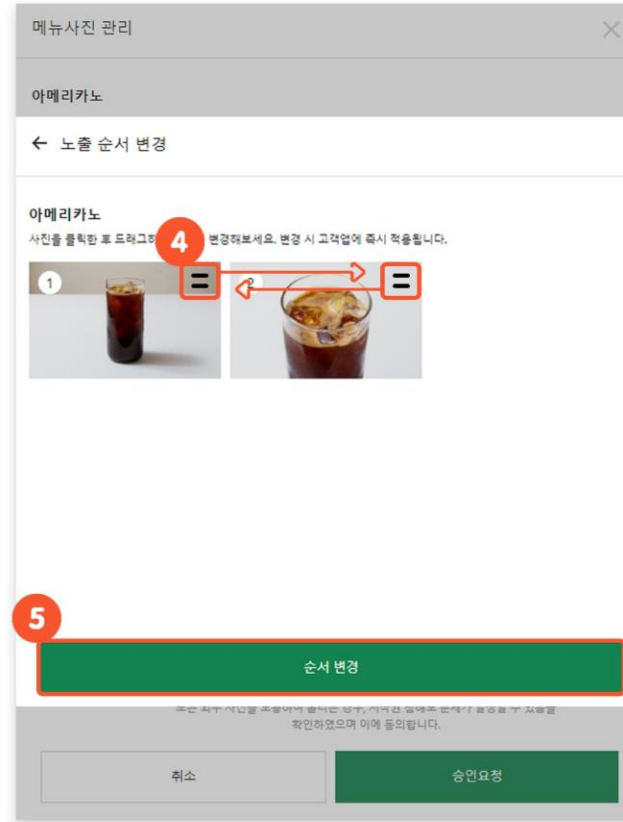 메뉴사진 관리
아메리카노
← 노출 순서 변경
아메리카노
사진을 클릭한 후 드래그하 4 변경해보세요. 변경 시 고객앱에 즉시 적용됩니다.
1
2
5
순서 변경
확인하였으며 이에 동의합니다.
취소
승인요청